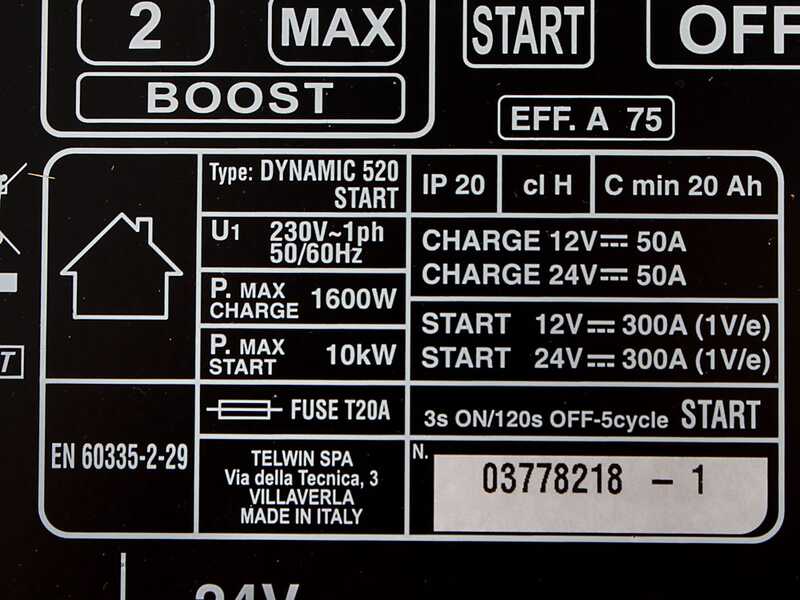 2
MAX
START
OFF
BOOST
EFF. A 75
Type: DYNAMIC 520
START
IP 20
cl H
C min 20 Ah
U1 230V~1ph
50/60Hz
CHARGE 12V⎓ 50A
CHARGE 24V⎓ 50A
P. MAX
CHARGE 1600W
START 12V⎓ 300A (1V/e)
START 24V⎓ 300A (1V/e)
P. MAX
START 10kW
FUSE T20A
3s ON/120s OFF-5cycle START
EN 60335-2-29
TELWIN SPA
Via della Tecnica, 3
VILLAVERLA
MADE IN ITALY
N.
03778218 - 1
24V